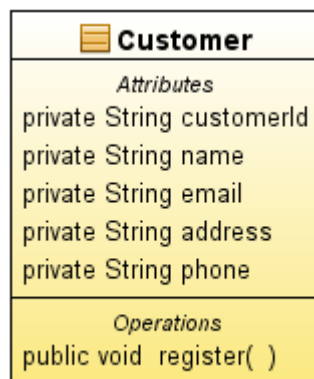 Customer
Attributes
private String customerId
private String name
private String email
private String address
private String phone
Operations
public void register( )